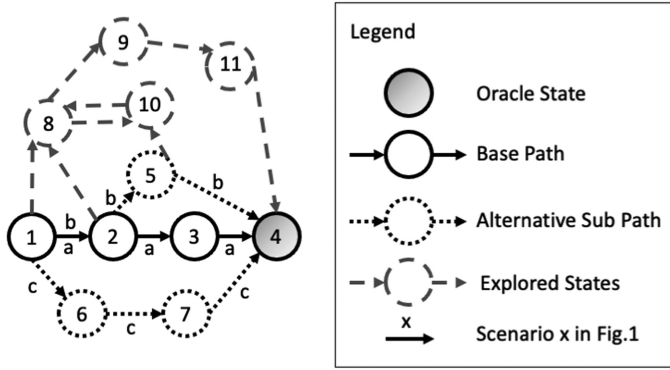 9
11
10
8
5
b
b
1
b
a
2
a
3
a
4
c
6
c
7
c
Legend
Oracle State
Base Path
Alternative Sub Path
Explored States
x
Scenario x in Fig.1